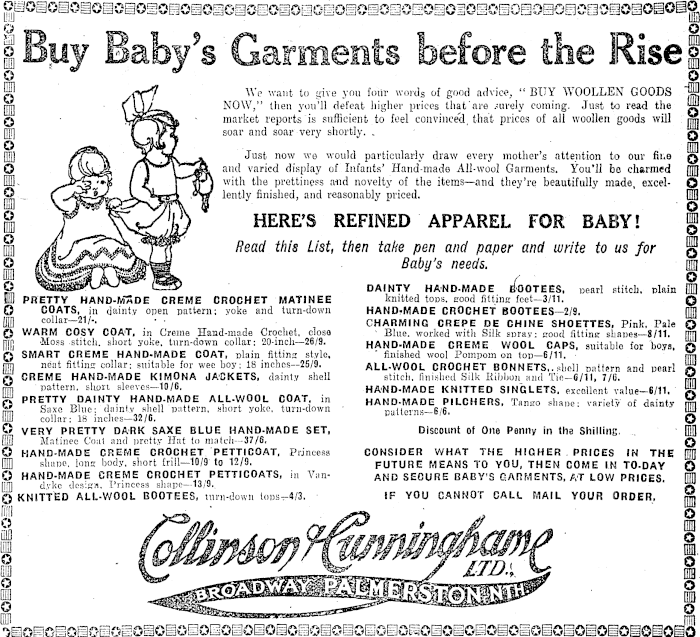 Buy Baby's Garments before the Rise
We want to give you four words of good advice, "BUY WOOLLEN GOODS
NOW," then you'll defeat higher prices that are surely coming. Just to read the
market reports is sufficient to feel convinced that prices of all woollen goods will
soar and soar very shortly.
Just now we would particularly draw every mother's attention to our fine
and varied display of Infants' Hand-made All-wool Garments. You'll be charmed
with the prettiness and novelty of the items—and they're beautifully made, excel-
lently finished, and reasonably priced.
HERE'S REFINED APPAREL FOR BABY!
Read this List, then take pen and paper and write to us for
Baby's needs.
PRETTY HAND-MADE CREME CROCHET MATINEE
COATS, in dainty open pattern; yoke and turn-down
collar—21/-.
WARM COSY COAT, in Creme Hand-made Crochet, close
Moss stitch, short yoke, turn-down collar; 20-inch—26/9.
SMART CREME HAND-MADE COAT, plain fitting style,
neat fitting collar; suitable for wee boy; 18 inches—25/9.
CREME HAND-MADE KIMONA JACKETS, dainty shell
pattern, short sleeves—10/6.
PRETTY DAINTY HAND-MADE ALL-WOOL COAT, in
Saxe Blue; dainty shell pattern, short yoke, turn-down
collar; 18 inches—32/6.
VERY PRETTY DARK SAXE BLUE HAND-MADE SET,
Matinee Coat and pretty Hat to match—37/6.
HAND-MADE CREME CROCHET PETTICOAT, Princess
shape, long body, short frill—10/9 to 12/9.
HAND-MADE CREME CROCHET PETTICOATS, in Van-
dyke design, Princess shape—13/9.
KNITTED ALL-WOOL BOOTEES, turn-down tops—4/3.
DAINTY HAND-MADE BOOTEES, pearl stitch, plain
knitted tops, good fitting feet—3/11.
HAND-MADE CROCHET BOOTEES—2/9.
CHARMING CREPE DE CHINE SHOETTES, Pink, Pale
Blue, worked with Silk spray; good fitting shapes—8/11.
HAND-MADE CREME WOOL CAPS, suitable for boys,
finished wool Pompom on top—6/11.
ALL-WOOL CROCHET BONNETS, shell pattern and pearl
stitch, finished Silk Ribbon and Tie—6/11, 7/6.
HAND-MADE KNITTED SINGLETS, excellent value—6/11.
HAND-MADE PILCHERS, Tango shape; variety of dainty
patterns—6/6.
Discount of One Penny in the Shilling.
CONSIDER WHAT THE HIGHER PRICES IN THE
FUTURE MEANS TO YOU, THEN COME IN TO-DAY
AND SECURE BABY'S GARMENTS, AT LOW PRICES.
IF YOU CANNOT CALL MAIL YOUR ORDER.
Collinson & Cunninghame
LTD.,
BROADWAY PALMERSTON NTH.